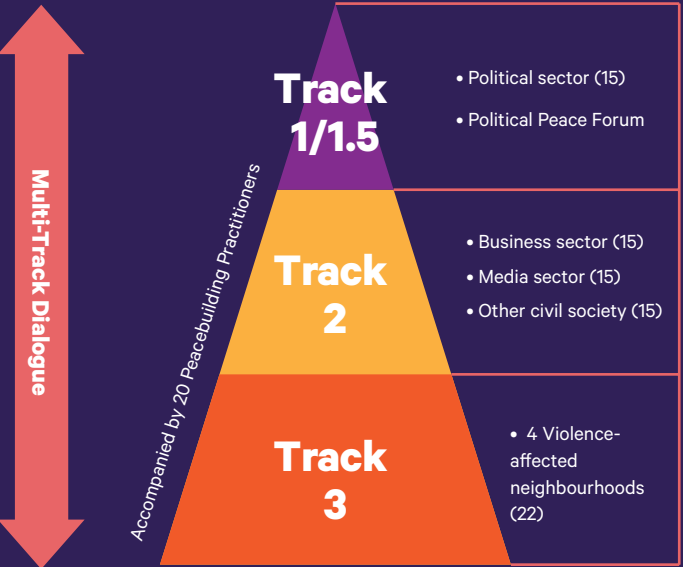 Multi-Track Dialogue
Accompanied by 20 Peacebuilding Practitioners
Track
1/1.5
• Political sector (15)
• Political Peace Forum
Track
2
• Business sector (15)
• Media sector (15)
• Other civil society (15)
Track
3
• 4 Violence-
affected
neighbourhoods
(22)